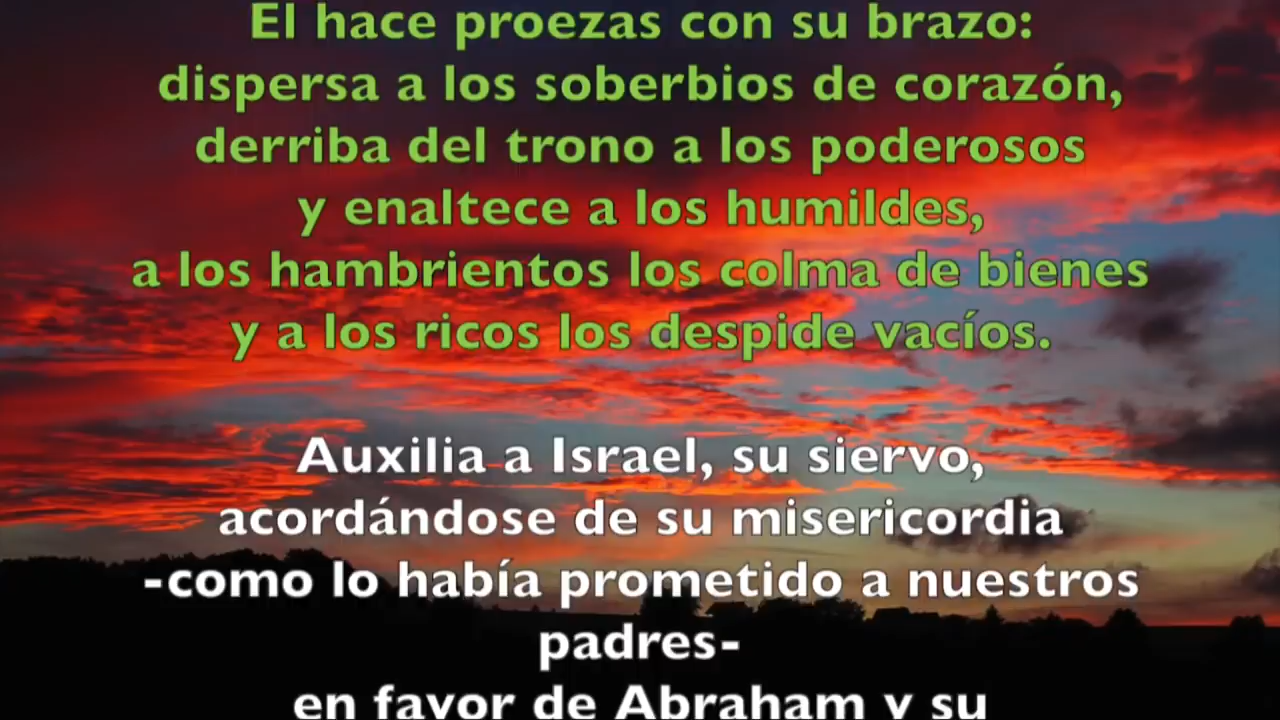 El hace proezas con su brazo:
dispersa a los soberbios de corazón,
derriba del trono a los poderosos
y enaltece a los humildes,
a los hambrientos los colma de bienes
y a los ricos los despide vacíos.
Auxilia a Israel, su siervo,
acordándose de su misericordia
-como lo había prometido a nuestros
padres-
en favor de Abraham y su